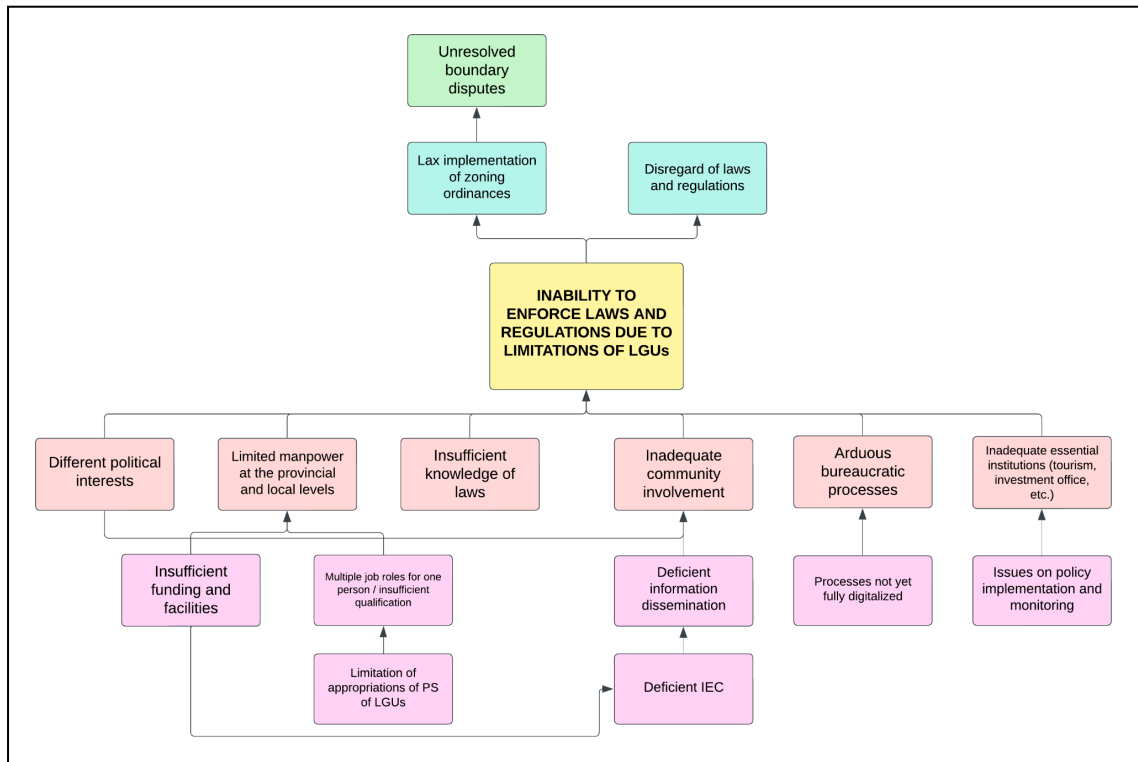 Unresolved
boundary
disputes
Lax implementation
of zoning
ordinances
Disregard of laws
and regulations
INABILITY TO
ENFORCE LAWS AND
REGULATIONS DUE TO
LIMITATIONS OF LGUs
Different political
interests
Limited manpower
at the provincial
and local levels
Insufficient
knowledge of
laws
Inadequate
community
involvement
Arduous
bureaucratic
processes
Inadequate essential
institutions (tourism,
investment office,
etc.)
Insufficient
funding and
facilities
Multiple job roles for one
person / insufficient
qualification
Deficient
information
dissemination
Processes not yet
fully digitalized
Issues on policy
implementation and
monitoring
Limitation of
appropriations of PS
of LGUs
Deficient IEC